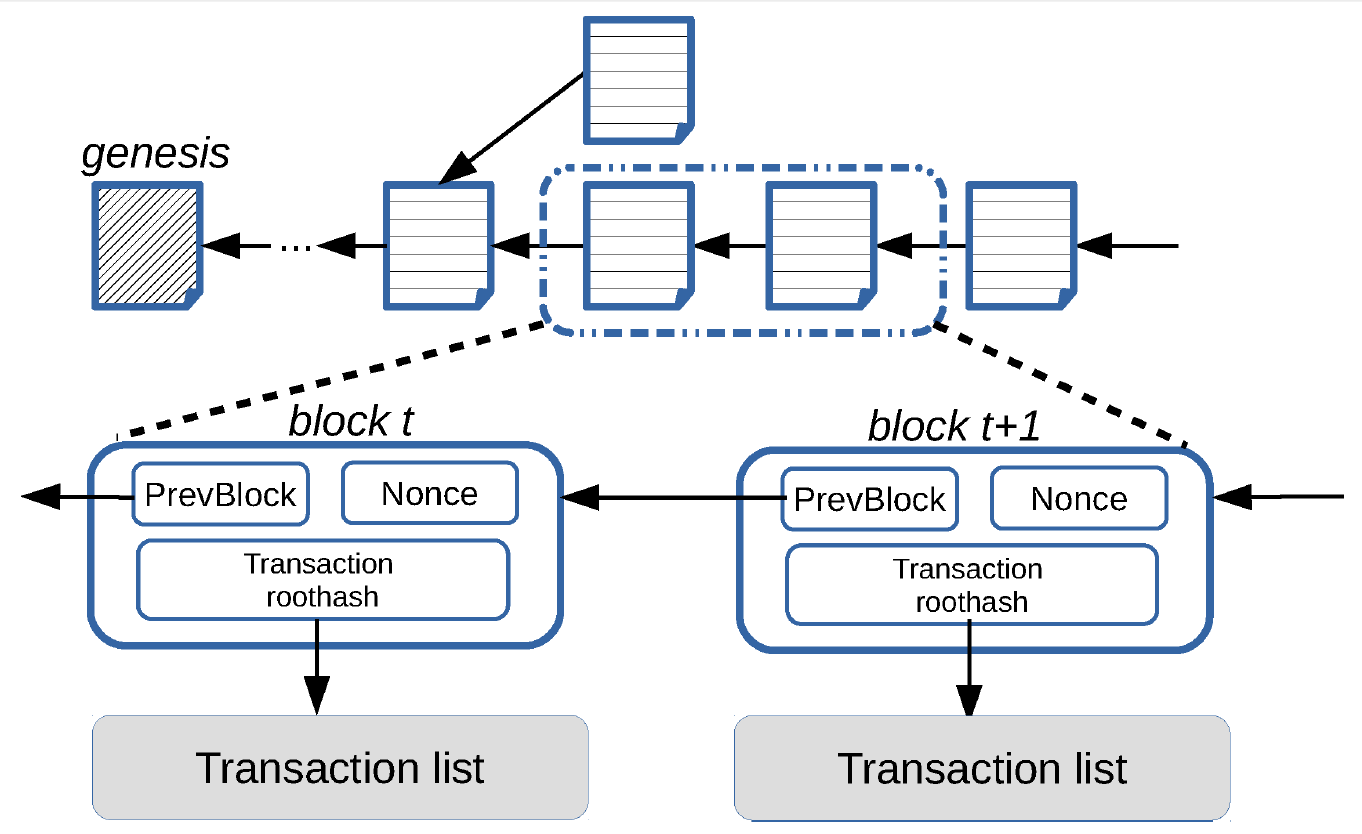 genesis
...
block t
block t+1
PrevBlock
Nonce
PrevBlock
Nonce
Transaction
roothash
Transaction
roothash
Transaction list
Transaction list